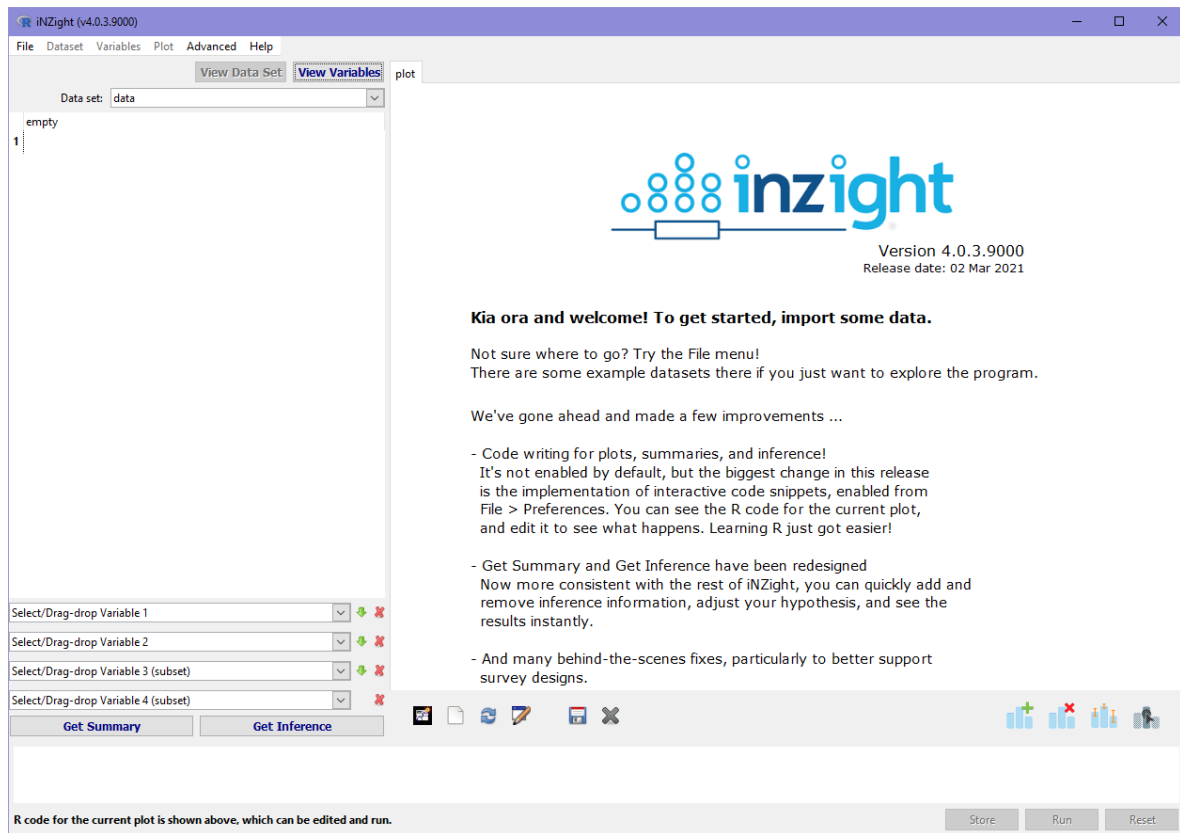 iNZight (v4.0.3.9000)
File Dataset Variables Plot Advanced Help
View Data Set View Variables
plot
Data set: data
empty
1
inzight
Version 4.0.3.9000
Release date: 02 Mar 2021
Kia ora and welcome! To get started, import some data.
Not sure where to go? Try the File menu!
There are some example datasets there if you just want to explore the program.
We've gone ahead and made a few improvements ...
- Code writing for plots, summaries, and inference!
It's not enabled by default, but the biggest change in this release
is the implementation of interactive code snippets, enabled from
File > Preferences. You can see the R code for the current plot,
and edit it to see what happens. Learning R just got easier!
- Get Summary and Get Inference have been redesigned
Now more consistent with the rest of iNZight, you can quickly add and
remove inference information, adjust your hypothesis, and see the
results instantly.
- And many behind-the-scenes fixes, particularly to better support
survey designs.
Select/Drag-drop Variable 1
Select/Drag-drop Variable 2
Select/Drag-drop Variable 3 (subset)
Select/Drag-drop Variable 4 (subset)
Get Summary Get Inference
R code for the current plot is shown above, which can be edited and run.
Store Run Reset